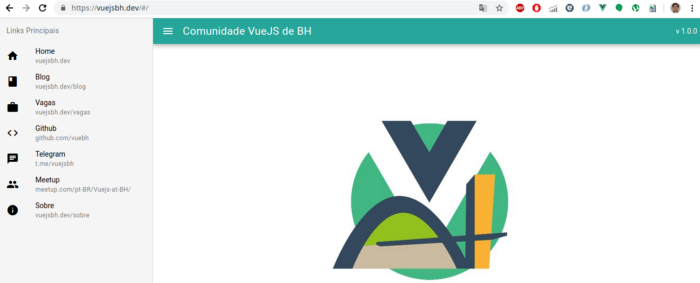 https://vuejsbh.dev/#/
Links Principais
Comunidade VueJS de BH
v 1.0.0
Home
vuejsbh.dev
Blog
vuejsbh.dev/blog
Vagas
vuejsbh.dev/vagas
Github
github.com/vuebh
Telegram
t.me/vuejsbh
Meetup
meetup.com/pt-BR/Vuejs-at-BH/
Sobre
vuejsbh.dev/sobre